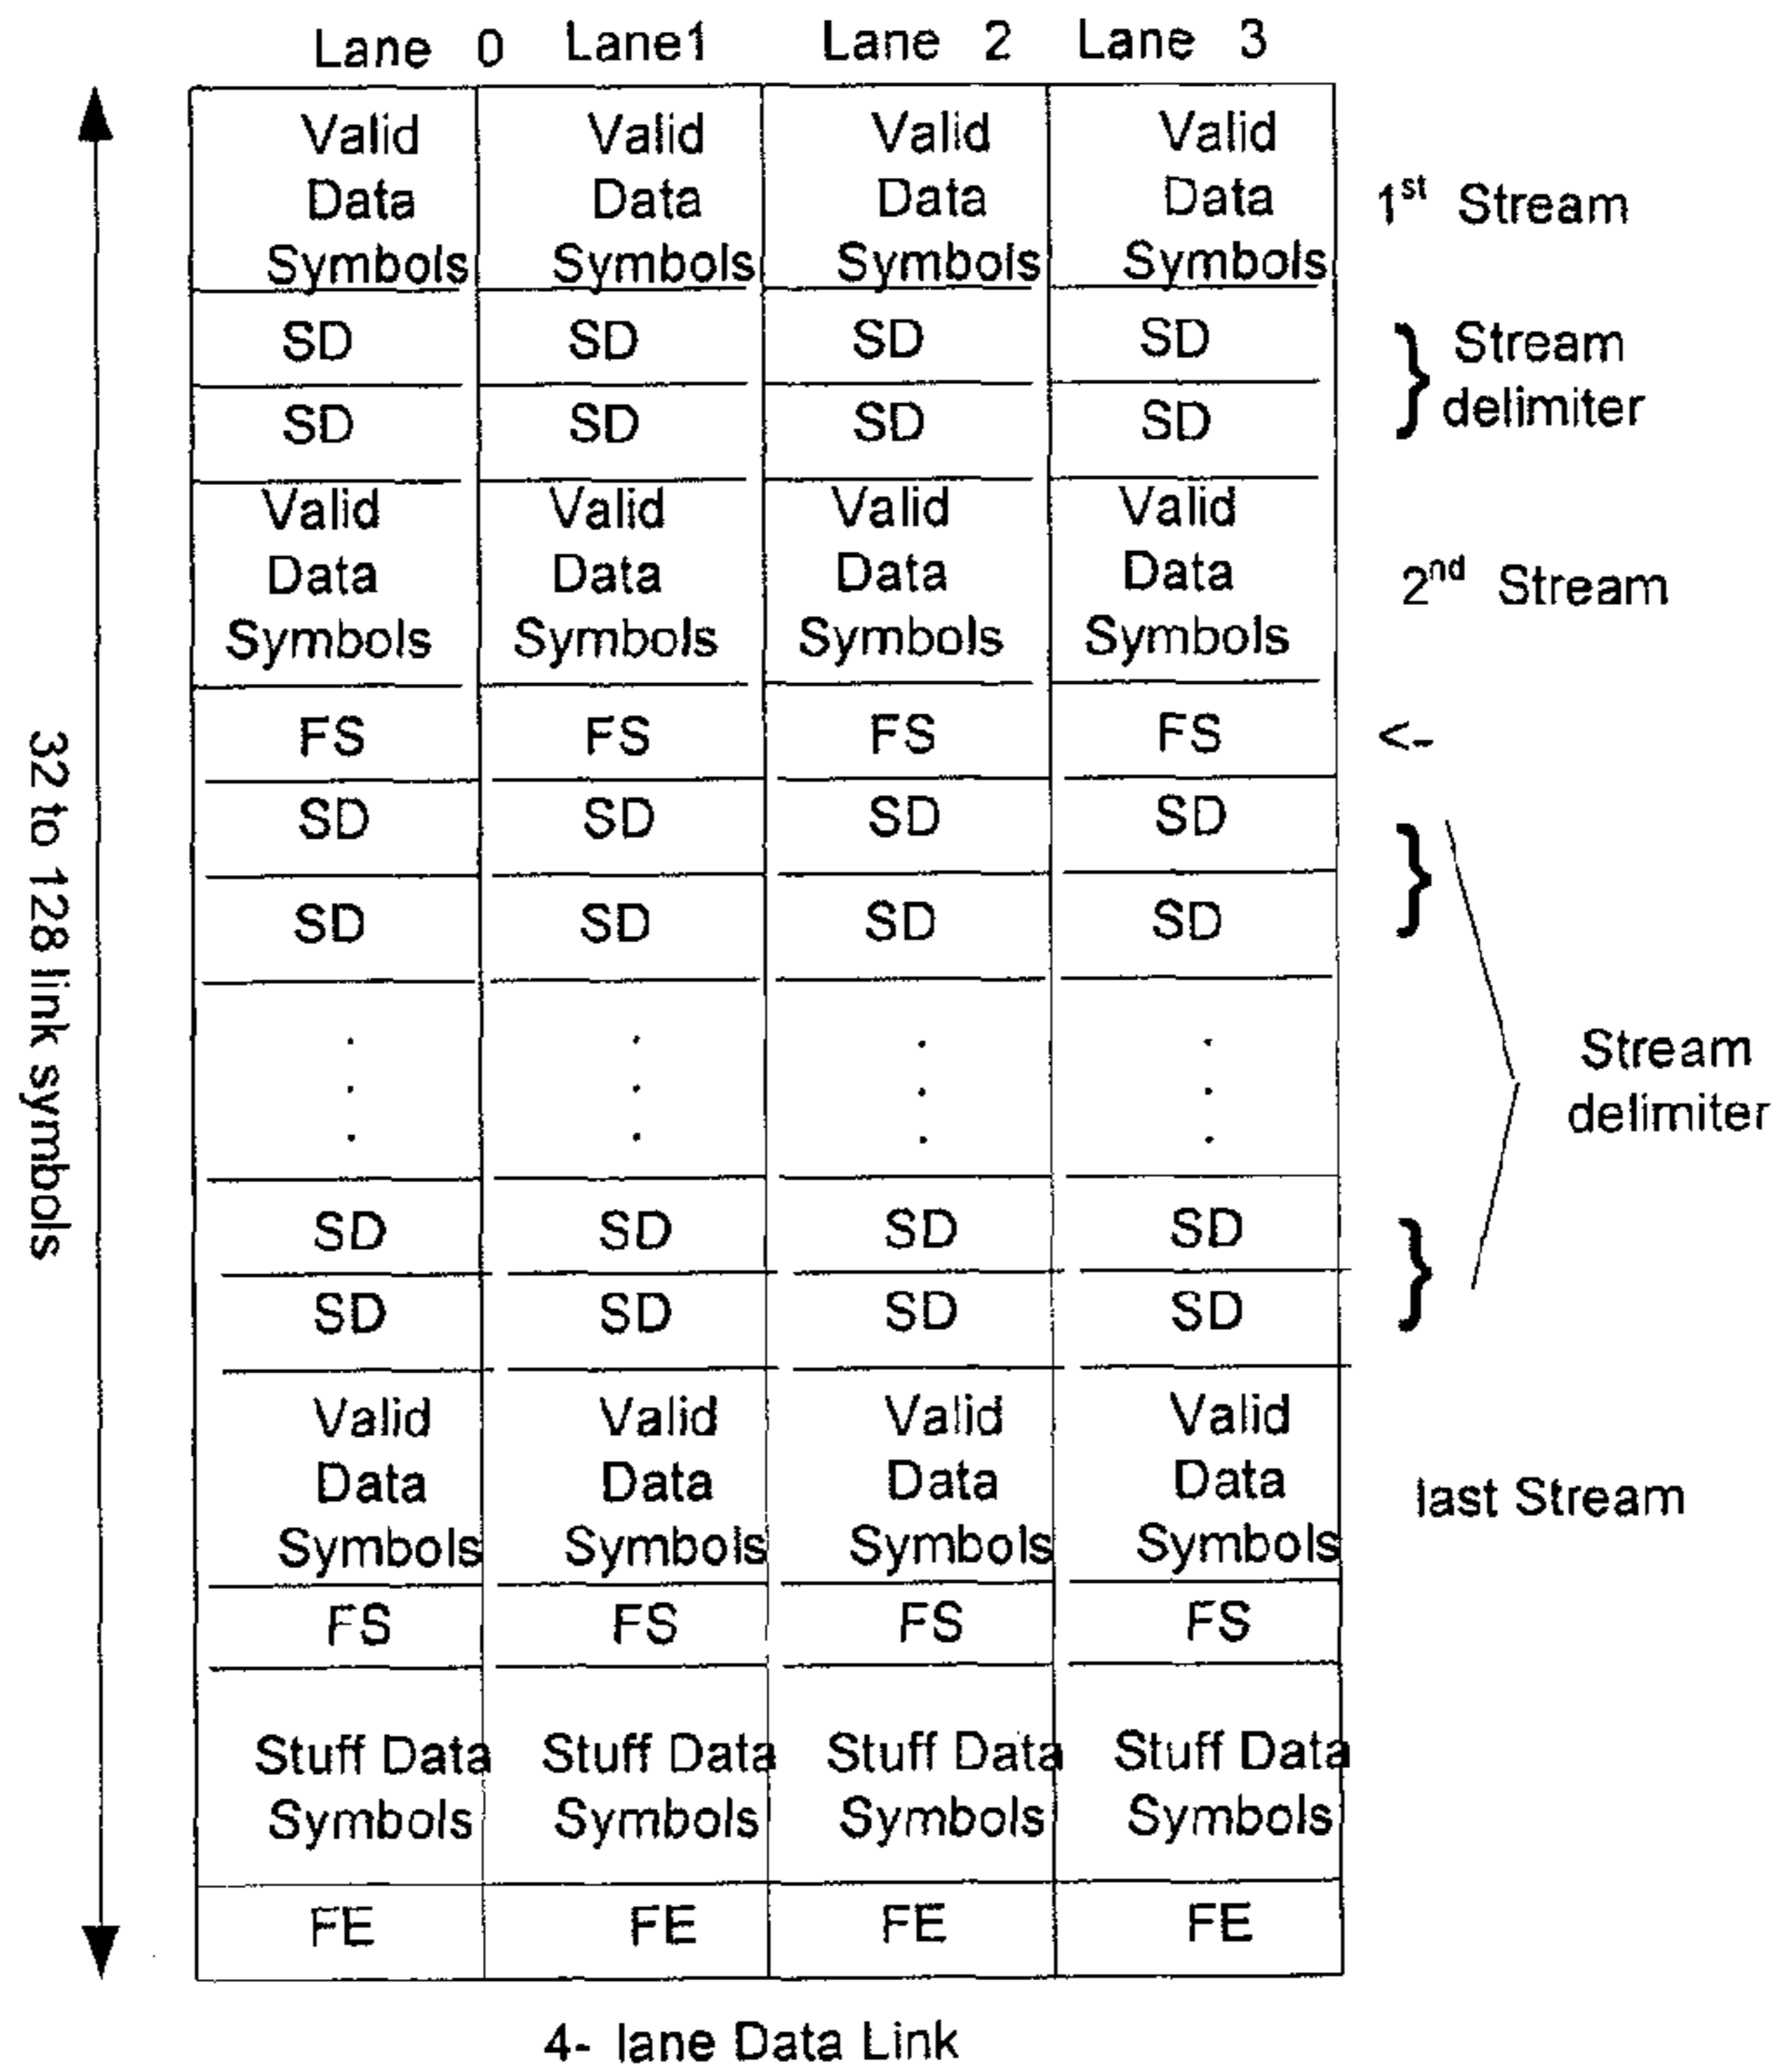 Lane 0 Lane1 Lane 2 Lane 3
Valid Valid Valid Valid
Data Data Data Data 1st Stream
Symbols Symbols Symbols Symbols
SD SD SD SD Stream
SD SD SD SD } delimiter
Valid Valid Valid Valid
Data Data Data Data 2nd Stream
Symbols Symbols Symbols Symbols
FS FS FS FS <-
SD SD SD SD
SD SD SD SD }
. . . . Stream
. . . . delimiter
. . . .
SD SD SD SD
SD SD SD SD }
Valid Valid Valid Valid
Data Data Data Data last Stream
Symbols Symbols Symbols Symbols
FS FS FS FS
Stuff Data Stuff Data Stuff Data Stuff Data
Symbols Symbols Symbols Symbols
FE FE FE FE
32 to 128 link symbols
4- lane Data Link